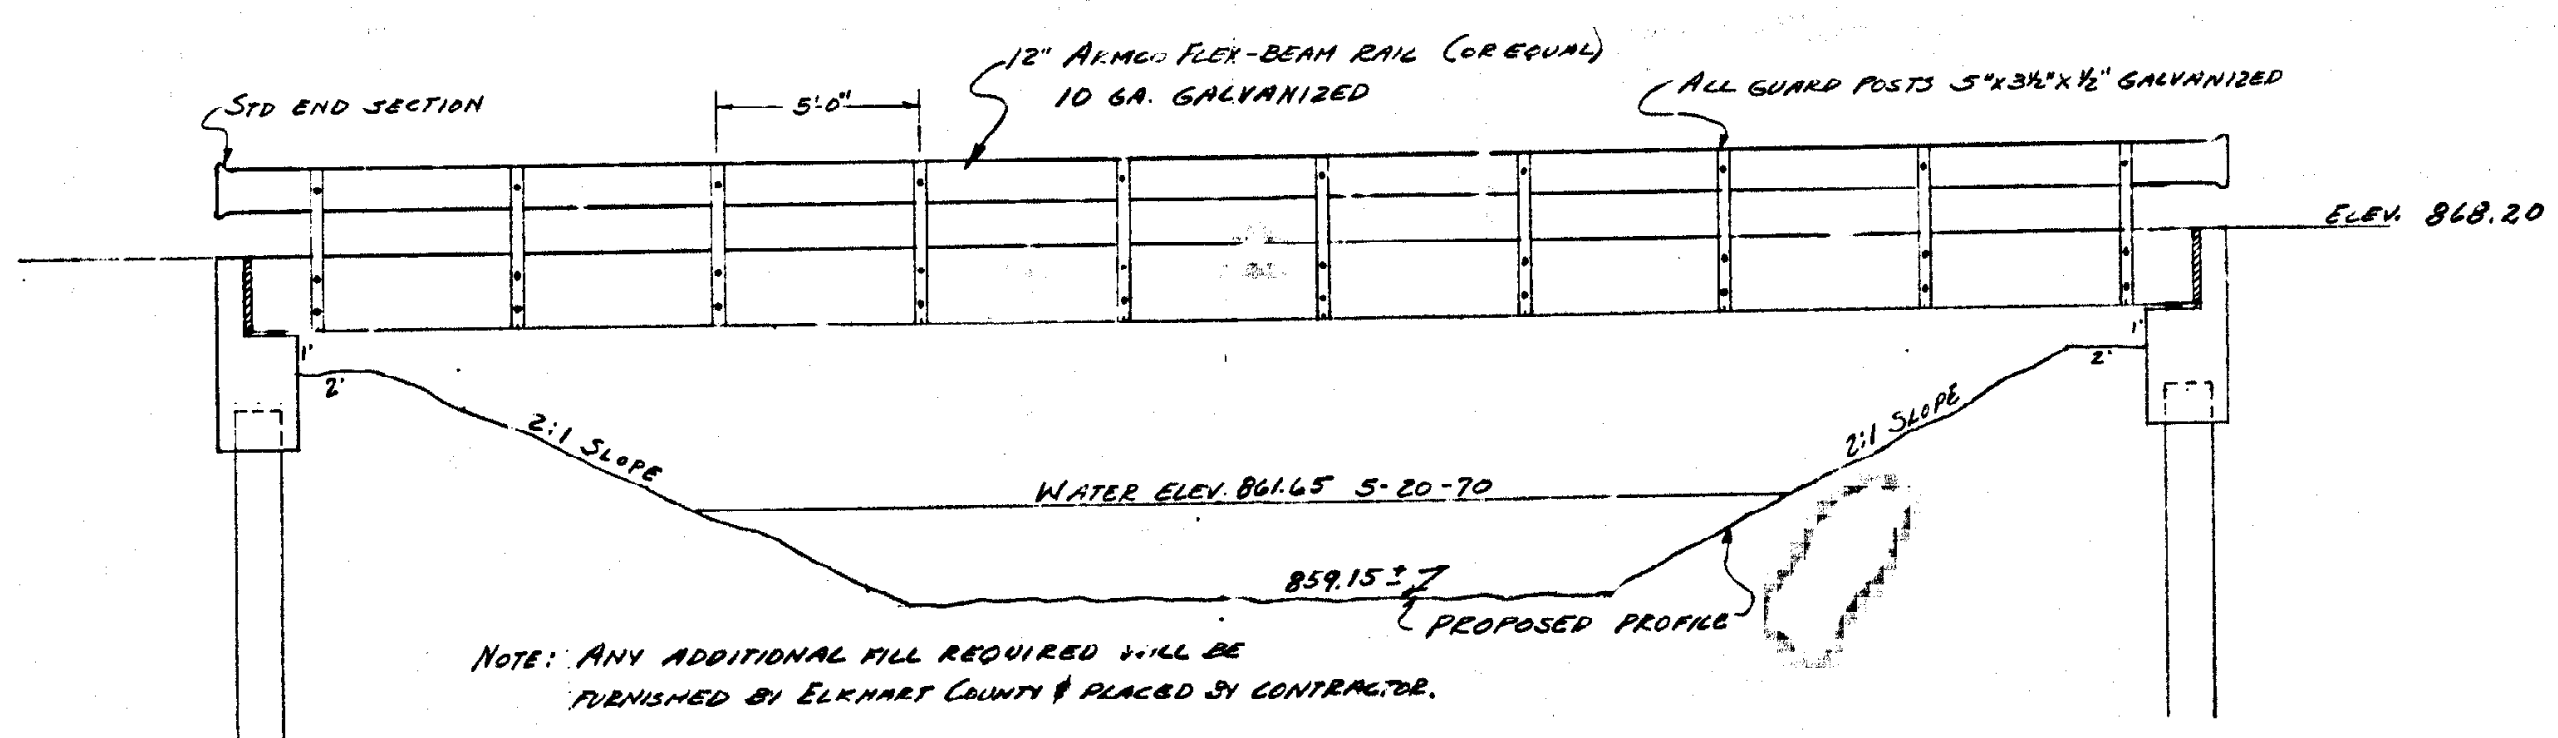 12" ARMCO FLEX-BEAM RAIL (OR EQUAL)
10 GA. GALVANIZED
STD END SECTION
5'-0"
ALL GUARD POSTS 5"x3½"x½" GALVANIZED
ELEV. 868.20
1'
2'
1'
2'
2:1 SLOPE
2:1 SLOPE
WATER ELEV. 861.65 5-20-70
859.15 ±
PROPOSED PROFILE
NOTE: ANY ADDITIONAL FILL REQUIRED WILL BE
FURNISHED BY ELKHART COUNTY & PLACED BY CONTRACTOR.